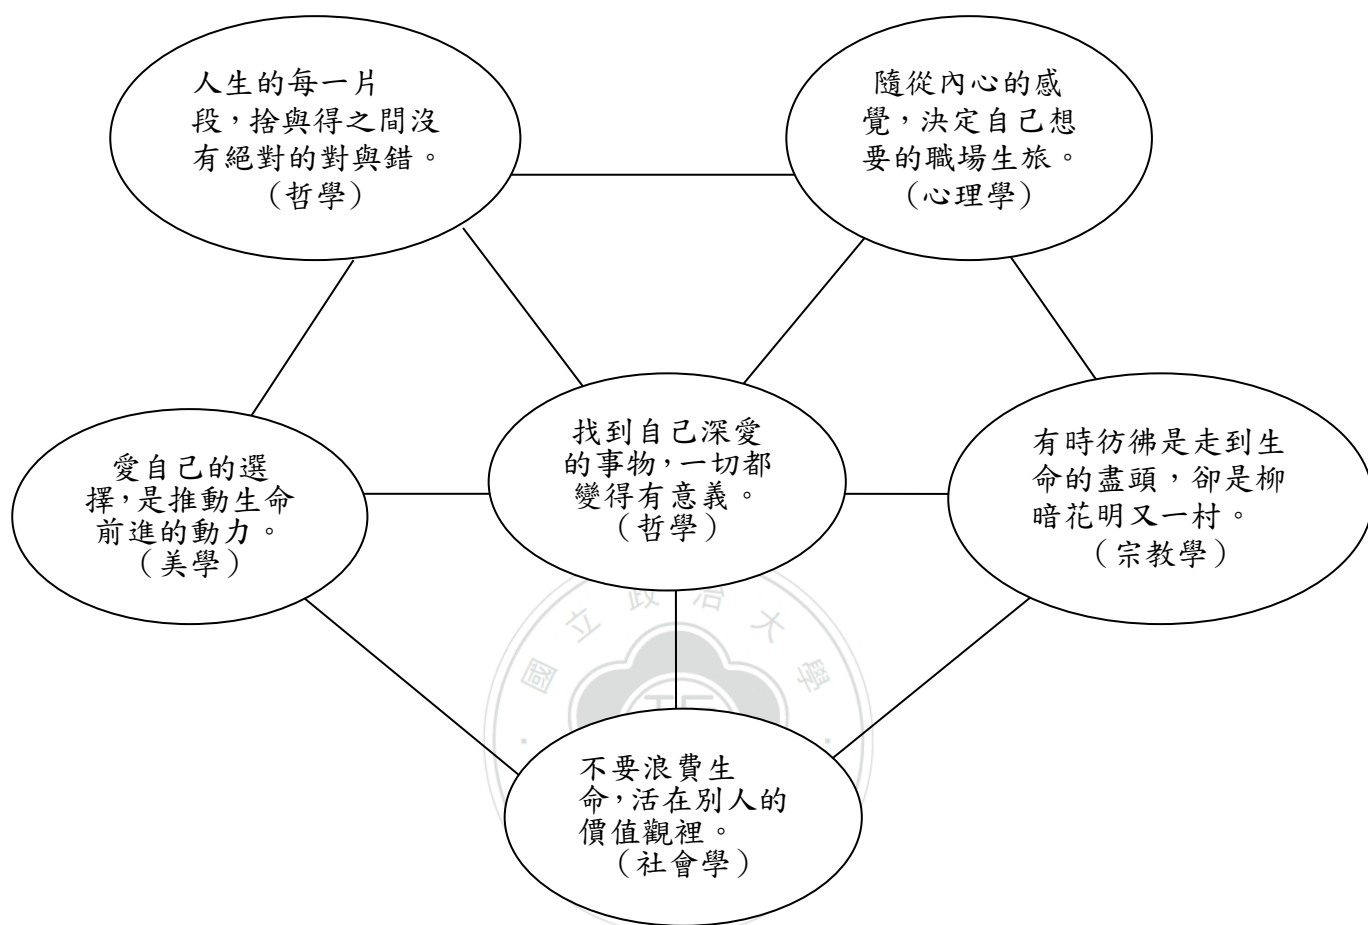 人生的每一片
段，捨與得之間沒
有絕對的對與錯。
（哲學）
隨從內心的感
覺，決定自己想
要的職場生旅。
（心理學）
愛自己的選
擇，是推動生命
前進的動力。
（美學）
找到自己深愛
的事物，一切都
變得有意義。
（哲學）
有時彷彿是走到生
命的盡頭，卻是柳
暗花明又一村。
（宗教學）
國立政治大學
不要浪費生
命，活在別人的
價值觀裡。
（社會學）